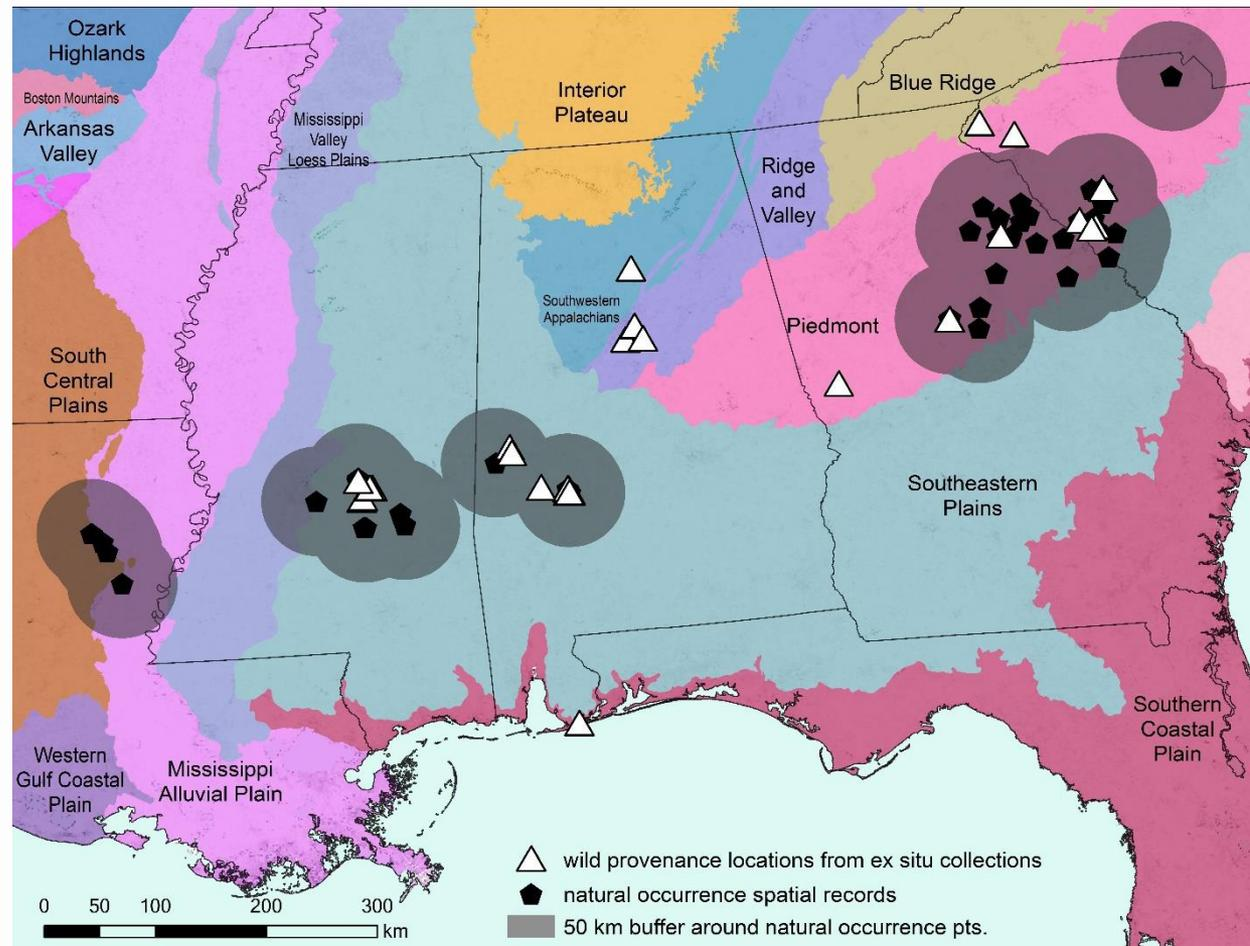 Ozark
Highlands
Boston Mountains
Arkansas
Valley
Mississippi
Valley
Loess Plains
Interior
Plateau
Blue Ridge
Ridge
and
Valley
Southwestern
Appalachians
Piedmont
South
Central
Plains
Southeastern
Plains
Southern
Coastal
Plain
Western
Gulf Coastal
Plain
Mississippi
Alluvial Plain
wild provenance locations from ex situ collections
natural occurrence spatial records
50 km buffer around natural occurrence pts.
0 50 100 200 300
km